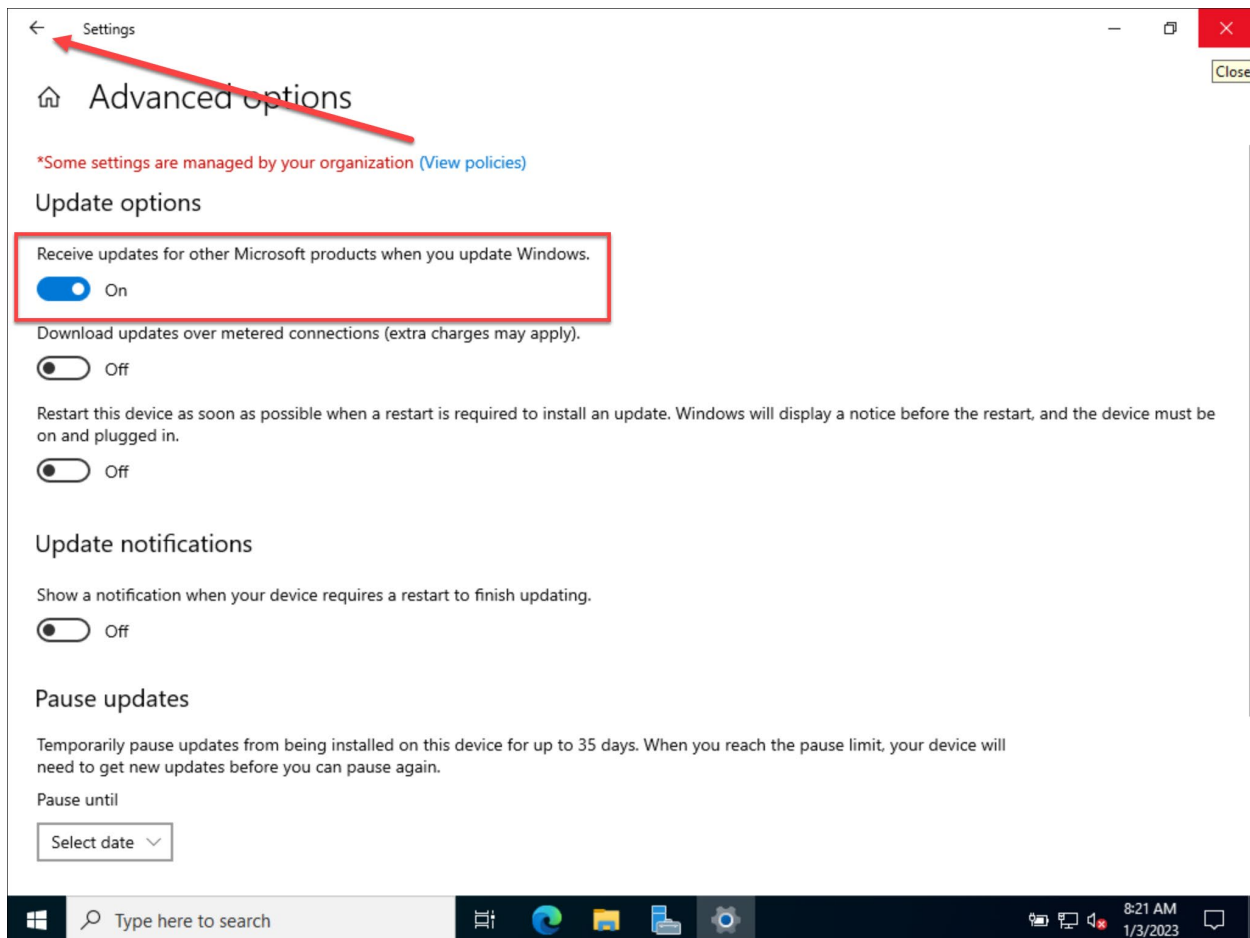 Settings
Close
Advanced options
*Some settings are managed by your organization (View policies)
Update options
Receive updates for other Microsoft products when you update Windows.
On
Download updates over metered connections (extra charges may apply).
Off
Restart this device as soon as possible when a restart is required to install an update. Windows will display a notice before the restart, and the device must be
on and plugged in.
Off
Update notifications
Show a notification when your device requires a restart to finish updating.
Off
Pause updates
Temporarily pause updates from being installed on this device for up to 35 days. When you reach the pause limit, your device will
need to get new updates before you can pause again.
Pause until
Select date
Type here to search
8:21 AM
1/3/2023